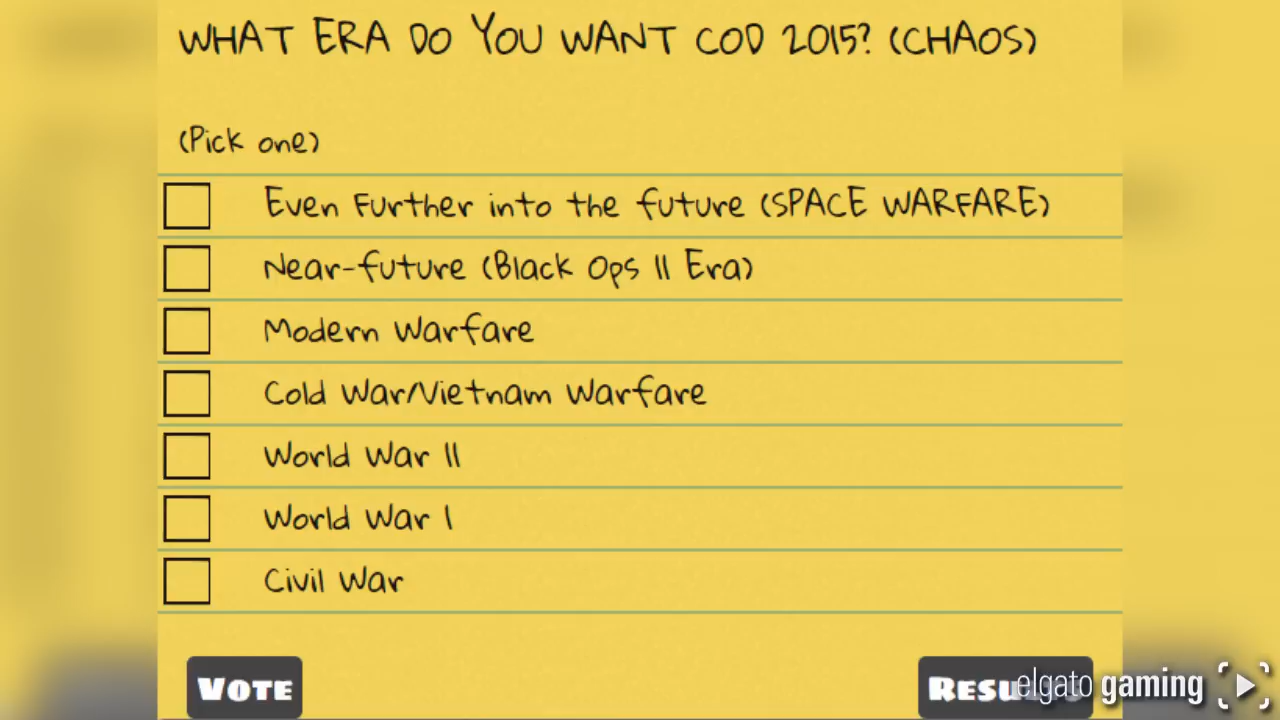 WHAT ERA DO YOU WANT COD 2015? (CHAOS)
(Pick one)
Even Further into the future (SPACE WARFARE)
Near-future (Black Ops II Era)
Modern Warfare
Cold War/Vietnam Warfare
World War II
World War I
Civil War
VOTE
elgato gaming